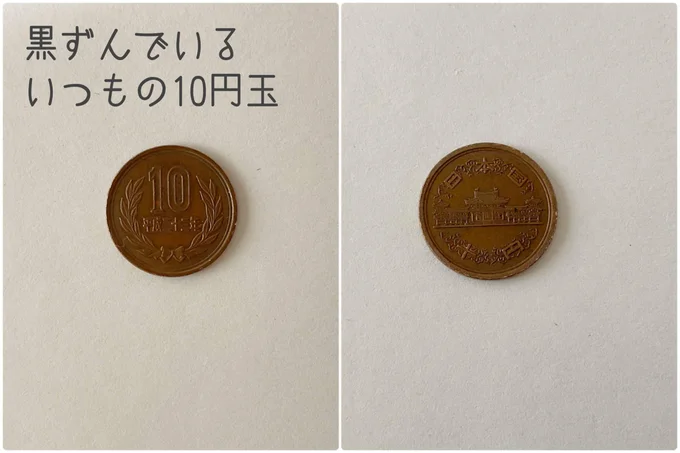 黒ずんでいる
いつもの10円玉
10
日本国
十円